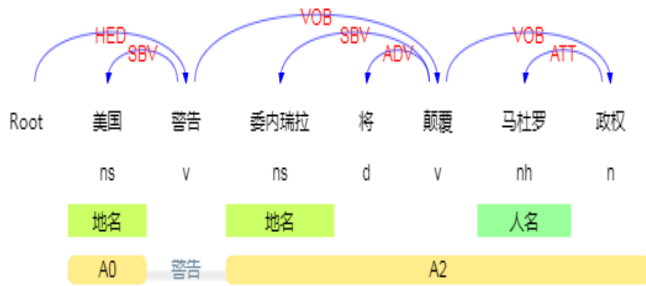 HED SBV VOB SBV ADV VOB ATT
Root 美国 警告 委内瑞拉 将 颠覆 马杜罗 政权
ns v ns d v nh n
地名 地名 人名
A0 警告 A2